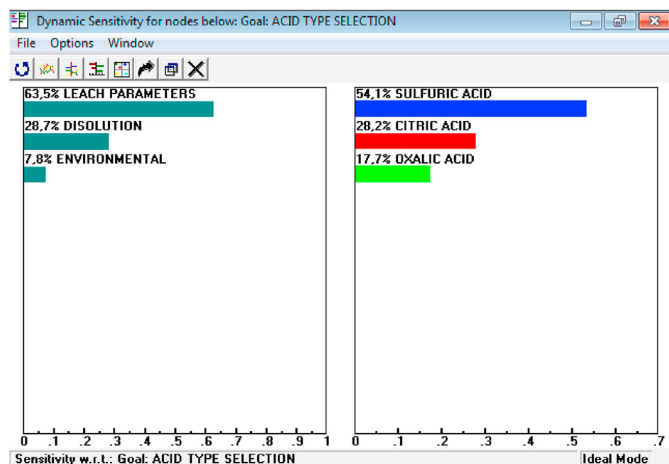 Dynamic Sensitivity for nodes below: Goal: ACID TYPE SELECTION
File Options Window
63,5% LEACH PARAMETERS
28,7% DISOLUTION
7,8% ENVIRONMENTAL
0 .1 .2 .3 .4 .5 .6 .7 .8 .9 1
54,1% SULFURIC ACID
28,2% CITRIC ACID
17,7% OXALIC ACID
0 .1 .2 .3 .4 .5 .6 .7
Sensitivity w.r.t.: Goal: ACID TYPE SELECTION
Ideal Mode